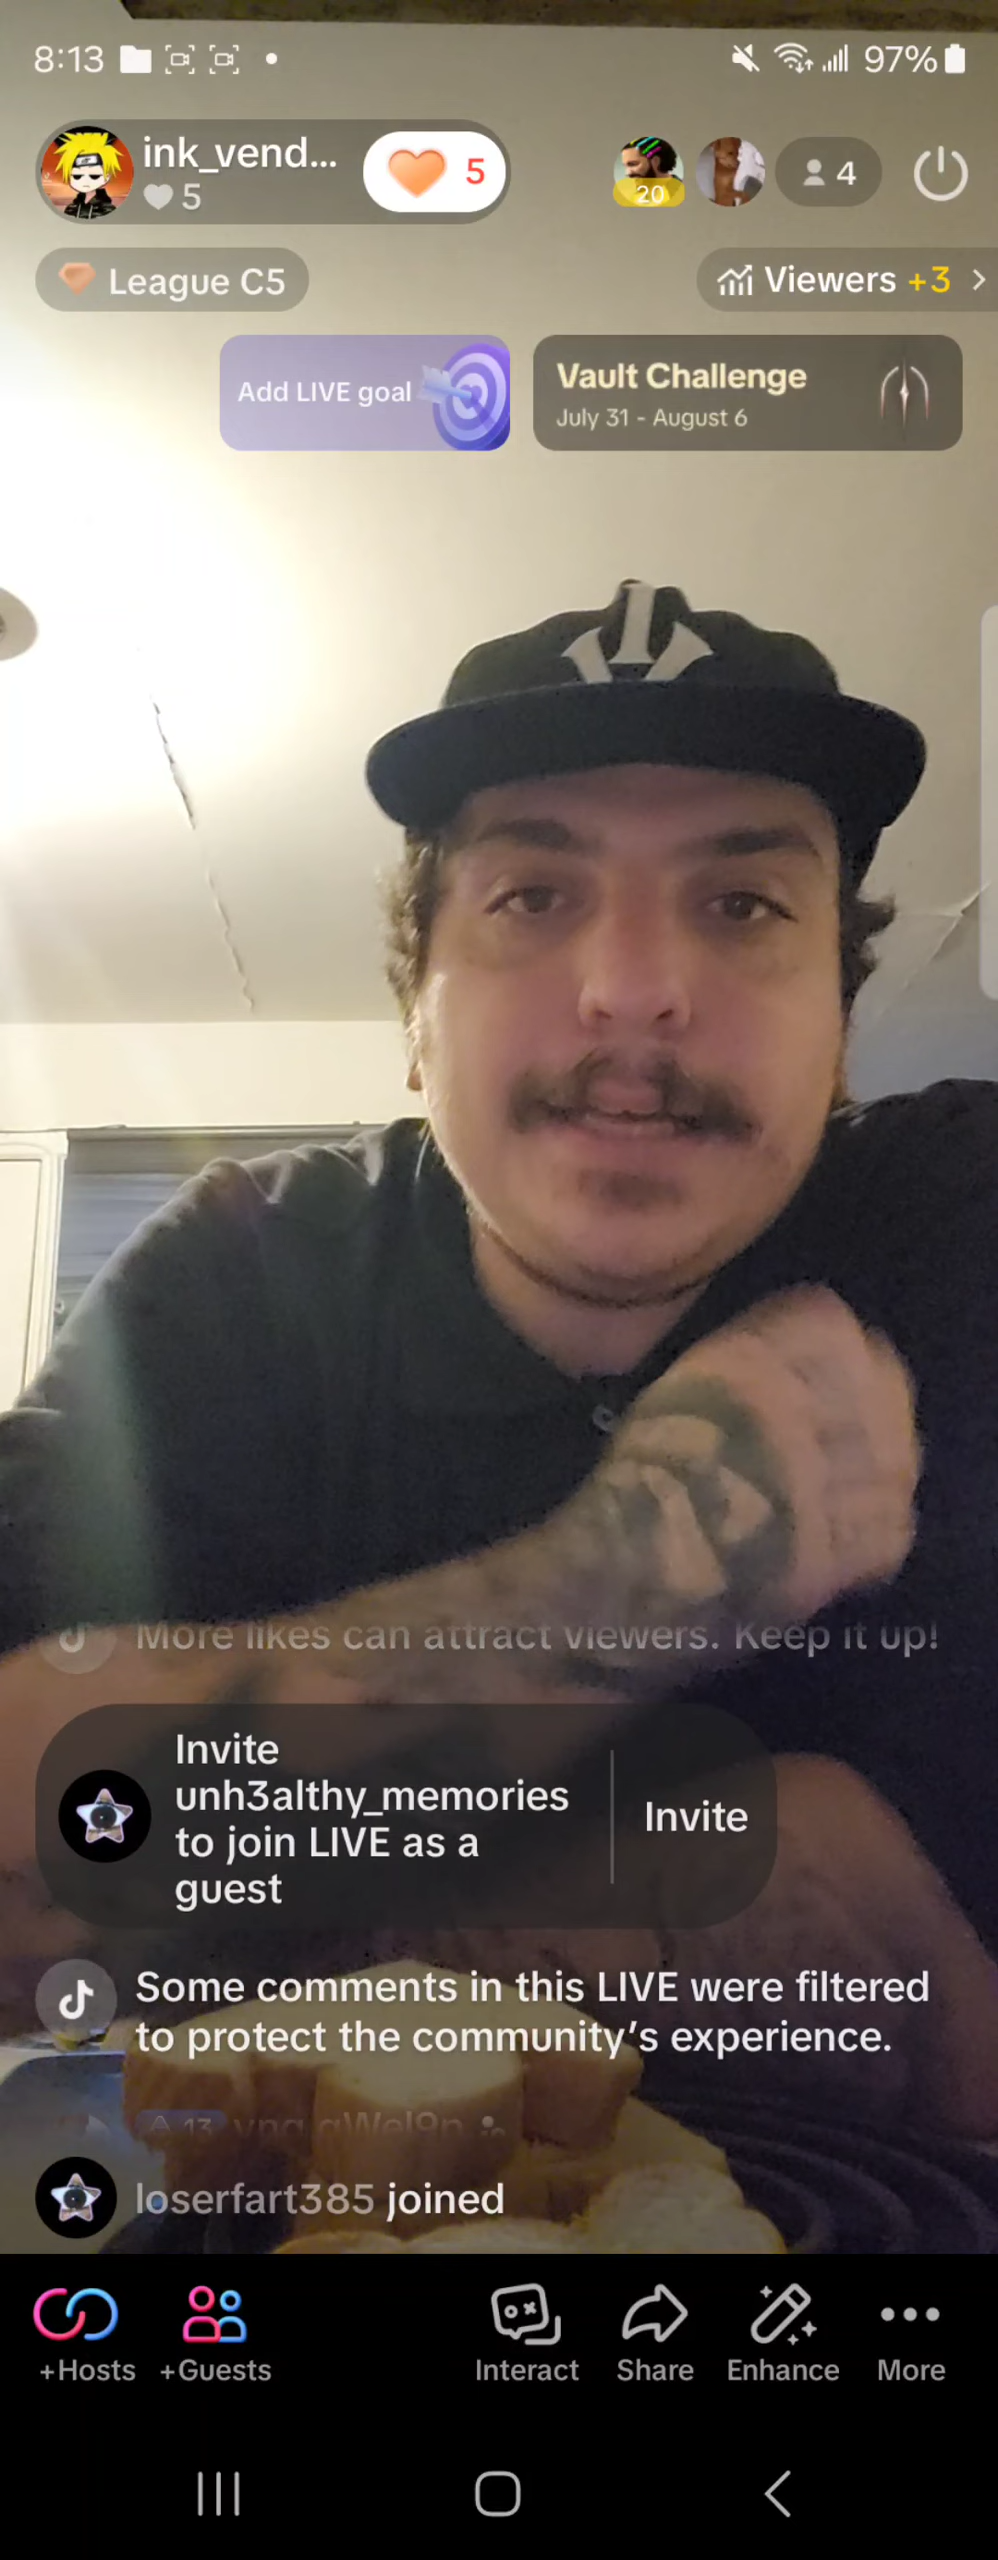 8:13
97%
ink_vend...
5
5
20
4
League C5
Viewers +3
Add LIVE goal
Vault Challenge
July 31 - August 6
More likes can attract viewers. Keep it up!
Invite
unh3althy_memories
to join LIVE as a
guest
Invite
Some comments in this LIVE were filtered
to protect the community's experience.
13
loserfart385 joined
+Hosts
+Guests
Interact
Share
Enhance
More